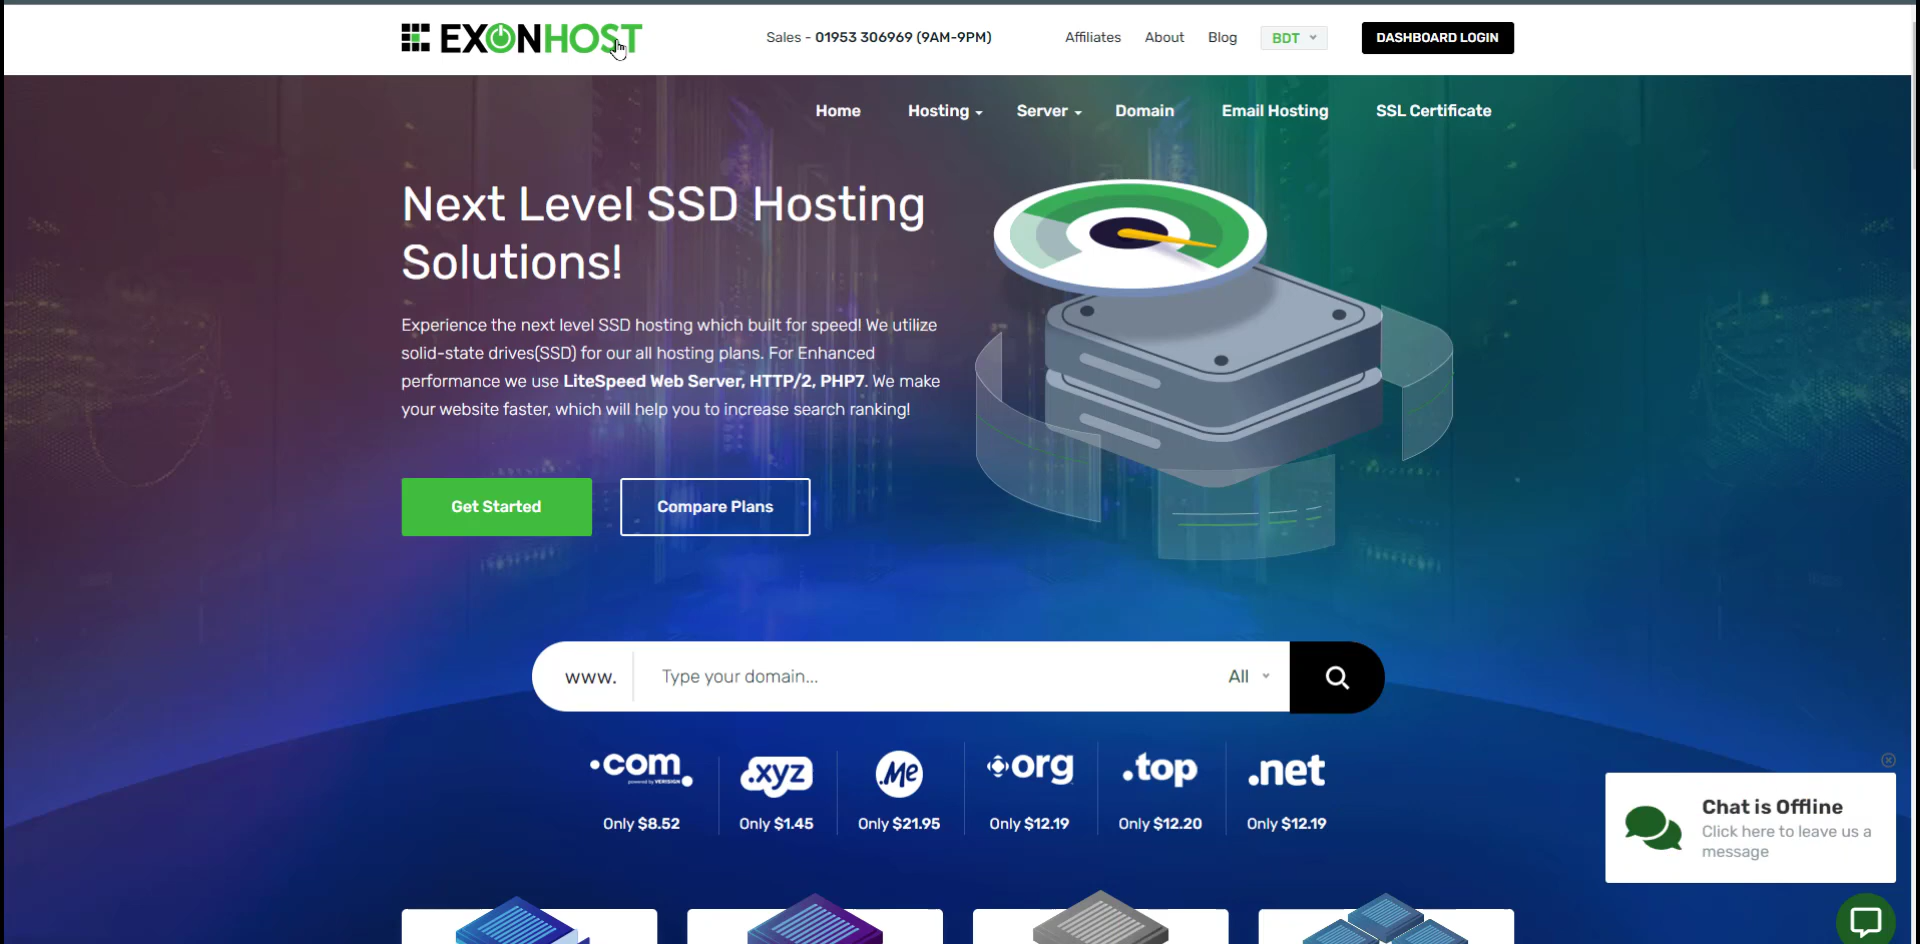 EXONHOST
Sales - 01953 306969 (9AM-9PM)
Affiliates
About
Blog
BDT
DASHBOARD LOGIN
Home
Hosting
Server
Domain
Email Hosting
SSL Certificate
Next Level SSD Hosting
Solutions!
Experience the next level SSD hosting which built for speed! We utilize
solid-state drives(SSD) for our all hosting plans. For Enhanced
performance we use LiteSpeed Web Server, HTTP/2, PHP7. We make
your website faster, which will help you to increase search ranking!
Get Started
Compare Plans
www.
Type your domain...
All
.com
powered by VERISIGN
.xyz
.Me
.org
.top
.net
Only $8.52
Only $1.45
Only $21.95
Only $12.19
Only $12.20
Only $12.19
Chat is Offline
Click here to leave us a
message